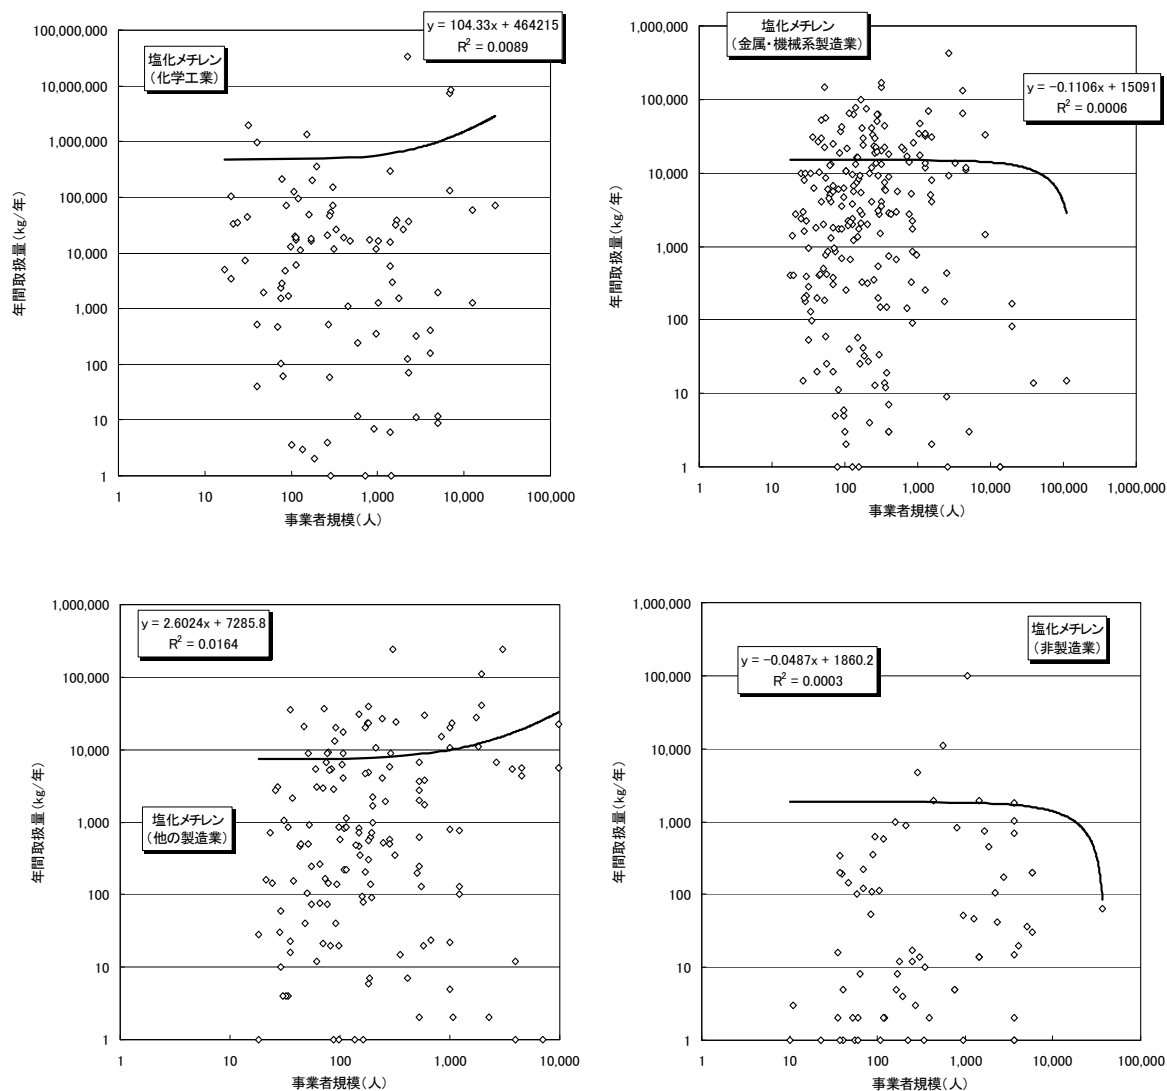 y = 104.33x + 464215
R² = 0.0089
塩化メチレン
(化学工業)
100,000,000
10,000,000
1,000,000
100,000
10,000
1,000
100
10
1
年間取扱量(kg/年)
1
10
100
1,000
10,000
100,000
事業者規模(人)
塩化メチレン
(金属・機械系製造業)
y = -0.1106x + 15091
R² = 0.0006
1,000,000
100,000
10,000
1,000
100
10
1
年間取扱量(kg/年)
1
10
100
1,000
10,000
100,000
1,000,000
事業者規模(人)
y = 2.6024x + 7285.8
R² = 0.0164
塩化メチレン
(他の製造業)
1,000,000
100,000
10,000
1,000
100
10
1
年間取扱量(kg/年)
1
10
100
1,000
10,000
事業者規模(人)
塩化メチレン
(非製造業)
y = -0.0487x + 1860.2
R² = 0.0003
1,000,000
100,000
10,000
1,000
100
10
1
年間取扱量(kg/年)
1
10
100
1,000
10,000
100,000
事業者規模(人)